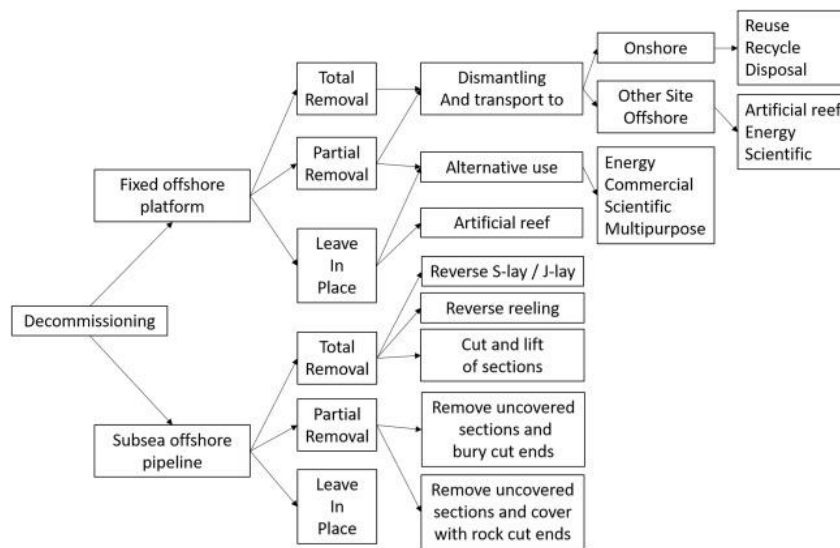 Decommissioning
Fixed offshore
platform
Total
Removal
Partial
Removal
Leave
In
Place
Dismantling
And transport to
Onshore
Reuse
Recycle
Disposal
Other Site
Offshore
Artificial reef
Energy
Scientific
Alternative use
Energy
Commercial
Scientific
Multipurpose
Artificial reef
Subsea offshore
pipeline
Total
Removal
Reverse S-lay / J-lay
Reverse reeling
Cut and lift
of sections
Partial
Removal
Remove uncovered
sections and
bury cut ends
Remove uncovered
sections and cover
with rock cut ends
Leave
In
Place